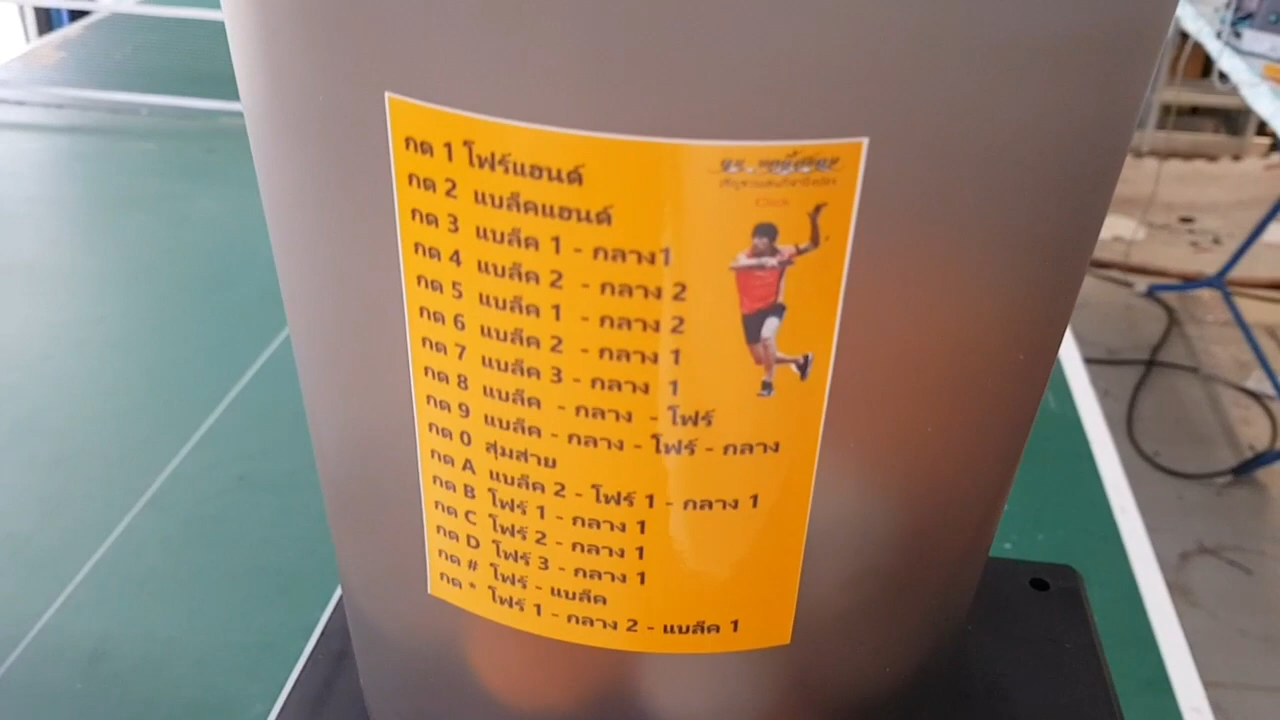 กด 1 โฟร์แฮนด์
กด 2 แบล๊คแฮนด์
กด 3 แบล๊ค 1 - กลาง1
กด 4 แบล๊ค 2 - กลาง 2
กด 5 แบล๊ค 1 - กลาง 2
กด 6 แบล๊ค 2 - กลาง 1
กด 7 แบล๊ค 3 - กลาง 1
กด 8 แบล๊ค - กลาง - โฟร์
กด 9 แบล๊ค - กลาง - โฟร์ - กลาง
กด 0 สุ่มส่าย
กด A แบล๊ค 2 - โฟร์ 1 - กลาง 1
กด B โฟร์ 1 - กลาง 1
กด C โฟร์ 2 - กลาง 1
กด D โฟร์ 3 - กลาง 1
กด # โฟร์ - แบล๊ค
กด * โฟร์ 1 - กลาง 2 - แบล๊ค 1